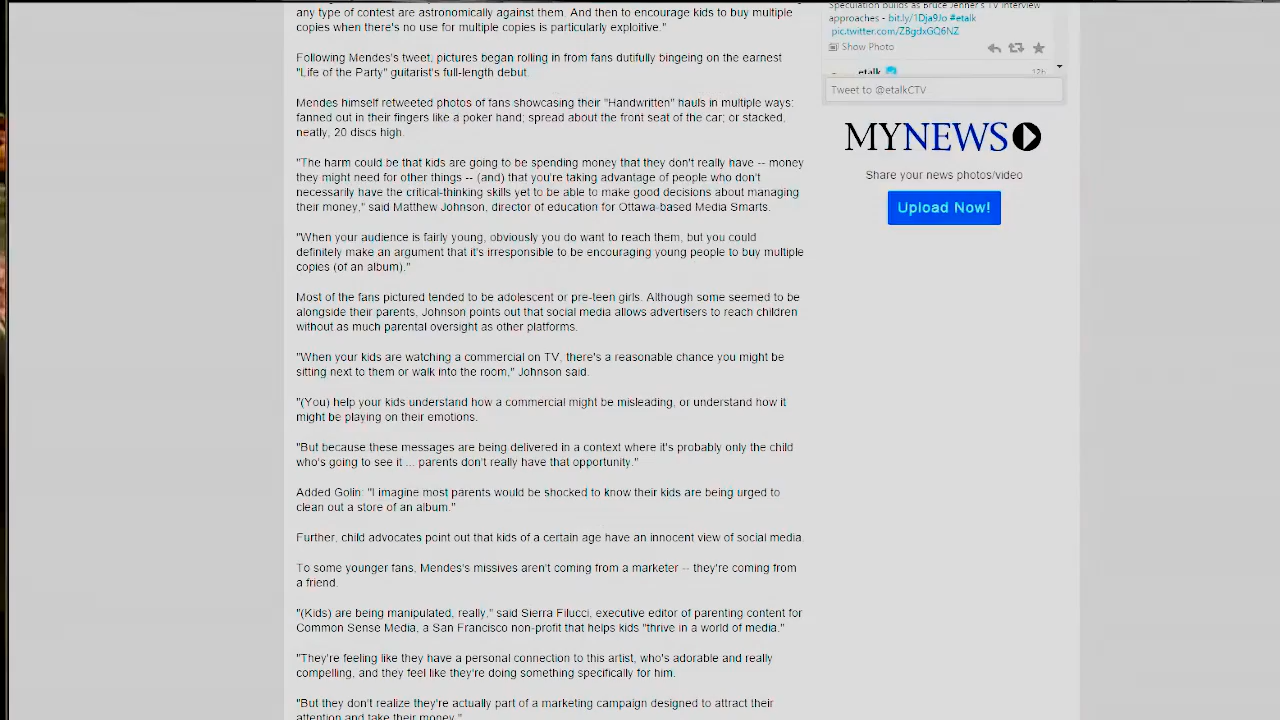 any type of contest are astronomically against them. And then to encourage kids to buy multiple
copies when there's no use for multiple copies is particularly exploitive."
Following Mendes's tweet, pictures began rolling in from fans dutifully bingeing on the earnest
"Life of the Party" guitarist's full-length debut.
Mendes himself retweeted photos of fans showcasing their "Handwritten" hauls in multiple ways:
fanned out in their fingers like a poker hand; spread about the front seat of the car; or stacked,
neatly, 20 discs high.
"The harm could be that kids are going to be spending money that they don't really have -- money
they might need for other things -- (and) that you're taking advantage of people who don't
necessarily have the critical-thinking skills yet to be able to make good decisions about managing
their money," said Matthew Johnson, director of education for Ottawa-based Media Smarts.
"When your audience is fairly young, obviously you do want to reach them, but you could
definitely make an argument that it's irresponsible to be encouraging young people to buy multiple
copies (of an album)."
Most of the fans pictured tended to be adolescent or pre-teen girls. Although some seemed to be
alongside their parents, Johnson points out that social media allows advertisers to reach children
without as much parental oversight as other platforms.
"When your kids are watching a commercial on TV, there's a reasonable chance you might be
sitting next to them or walk into the room," Johnson said.
"(You) help your kids understand how a commercial might be misleading, or understand how it
might be playing on their emotions.
"But because these messages are being delivered in a context where it's probably only the child
who's going to see it ... parents don't really have that opportunity."
Added Golin: "I imagine most parents would be shocked to know their kids are being urged to
clean out a store of an album."
Further, child advocates point out that kids of a certain age have an innocent view of social media.
To some younger fans, Mendes's missives aren't coming from a marketer -- they're coming from
a friend.
"(Kids) are being manipulated, really," said Sierra Filucci, executive editor of parenting content for
Common Sense Media, a San Francisco non-profit that helps kids "thrive in a world of media."
"They're feeling like they have a personal connection to this artist, who's adorable and really
compelling, and they feel like they're doing something specifically for him.
"But they don't realize they're actually part of a marketing campaign designed to attract their
attention and take their money."
Speculation builds as Bruce Jenner's TV interview
approaches - bit.ly/1Dja9Jo #etalk
pic.twitter.com/ZBgdxGQ6NZ
Show Photo
etalk
Tweet to @etalkCTV
MYNEWS
Share your news photos/video
Upload Now!